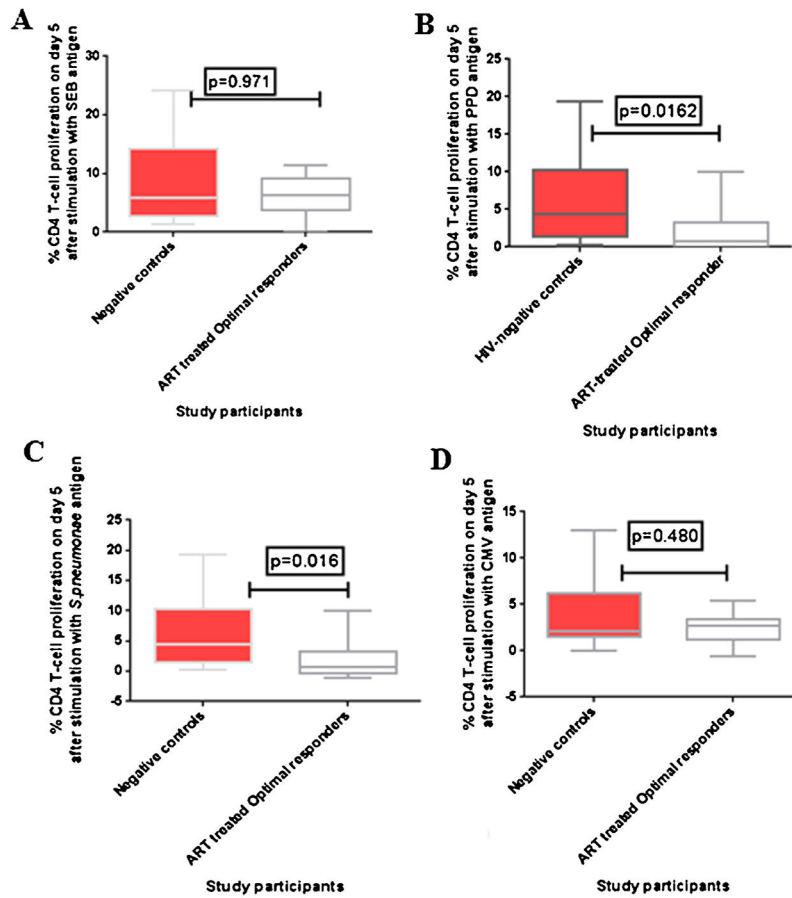 A
% CD4 T-cell proliferation on day 5
after stimulation with SEB antigen
30
20
10
0
p=0.971
Negative controls
ART treated Optimal responders
Study participants
B
% CD4 T-cell proliferation on day 5
after stimulation with PPD antigen
25
20
15
10
5
0
p=0.0162
HIV-negative controls
ART-treated Optimal responder
Study participants
C
% CD4 T-cell proliferation on day 5
after stimulation with S.pneumonae antigen
25
20
15
10
5
0
-5
p=0.016
Negative controls
ART treated Optimal responders
Study participants
D
% CD4 T-cell proliferation on day 5
after stimulation with CMV antigen
15
10
5
0
-5
p=0.480
Negative controls
ART treated Optimal responders
Study participants